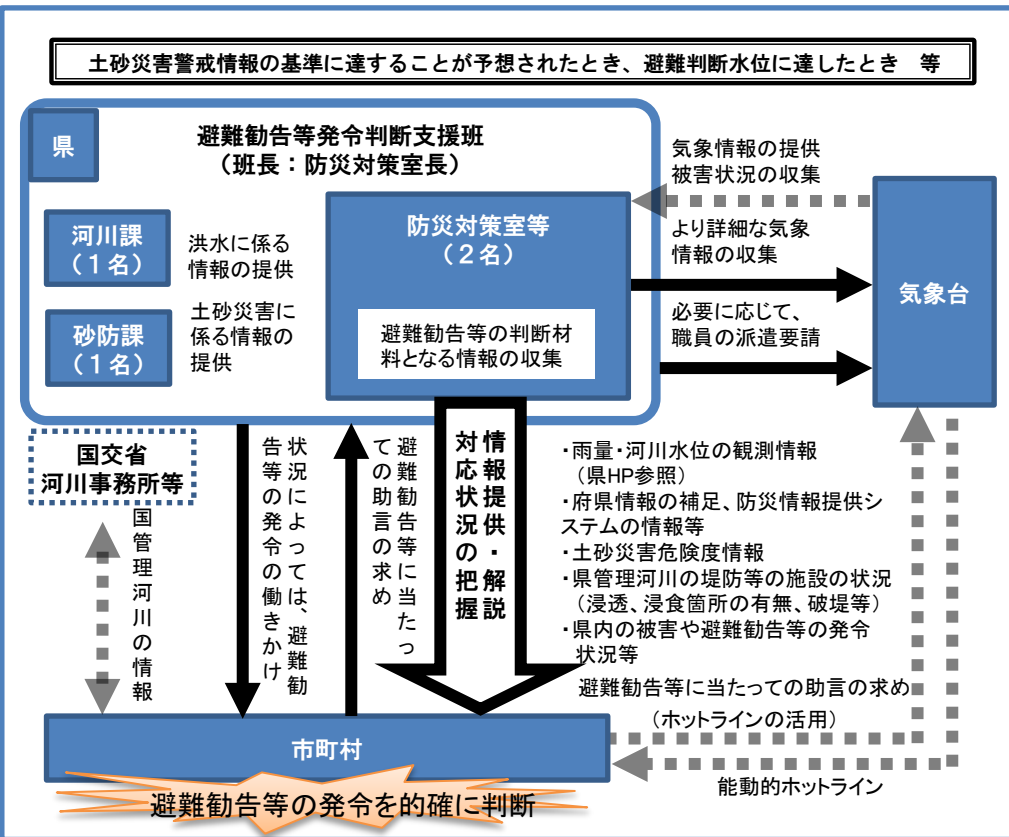 土砂災害警戒情報の基準に達することが予想されたとき、避難判断水位に達したとき　等
県
避難勧告等発令判断支援班
（班長：防災対策室長）
河川課
（１名）
洪水に係る
情報の提供
砂防課
（１名）
土砂災害に
係る情報の
提供
防災対策室等
（２名）
避難勧告等の判断材
料となる情報の収集
気象情報の提供
被害状況の収集
より詳細な気象
情報の収集
必要に応じて、
職員の派遣要請
気象台
国交省
河川事務所等
国管理河川の情報
状況によっては、避難勧
告等の発令の働きかけ
避難勧告等に当たっ
ての助言の求め
情報提供・解説
対応状況の把握
・雨量・河川水位の観測情報
（県HP参照）
・府県情報の補足、防災情報提供シ
ステムの情報等
・土砂災害危険度情報
・県管理河川の堤防等の施設の状況
（浸透、浸食箇所の有無、破堤等）
・県内の被害や避難勧告等の発令
状況等
避難勧告等に当たっての助言の求め
（ホットラインの活用）
能動的ホットライン
市町村
避難勧告等の発令を的確に判断